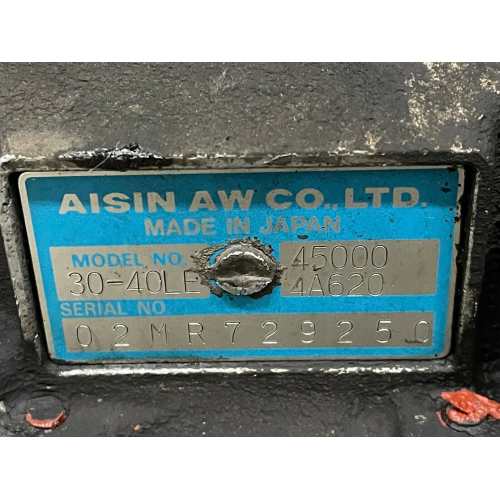 AISIN AW CO., LTD.
MADE IN JAPAN
MODEL NO. 45000
30-40LE 4A620
SERIAL NO
02MR729250